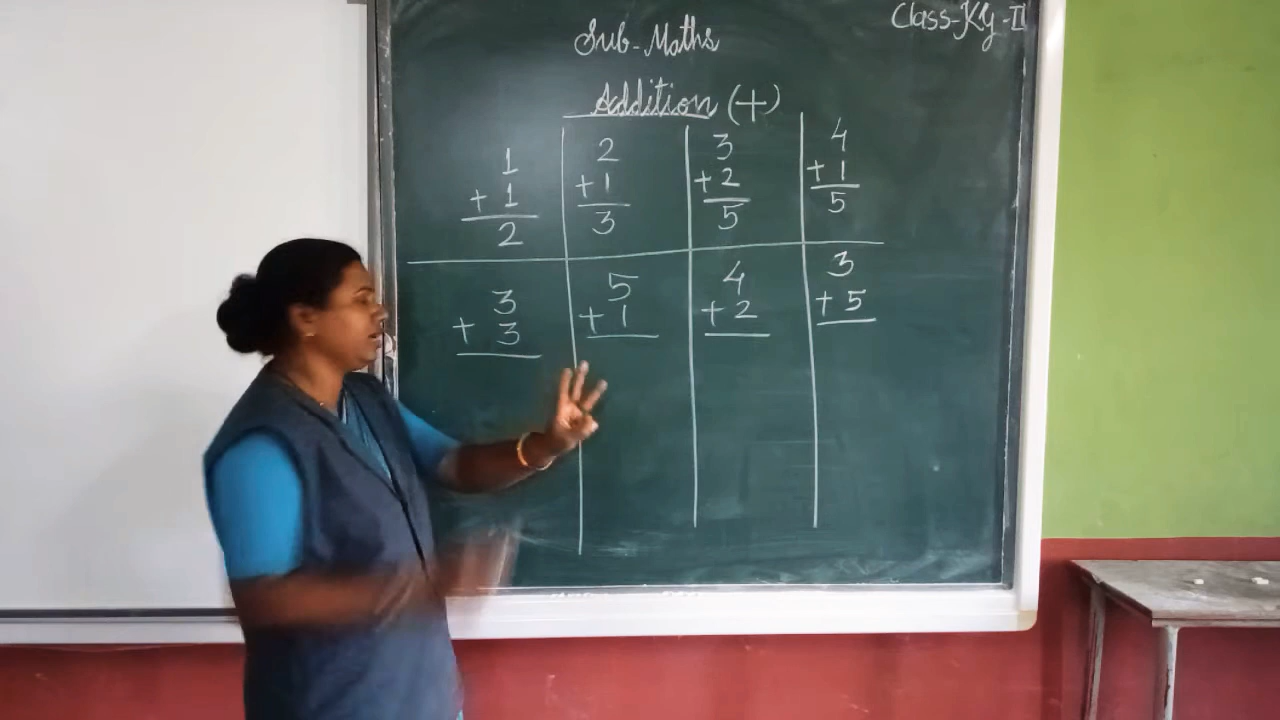 Class-KG-II
Sub-Maths
Addition (+)
1 2 3 4
+ 1 + 1 + 2 + 1
2 3 5 5
3 5 4 3
+ 3 + 1 + 2 + 5